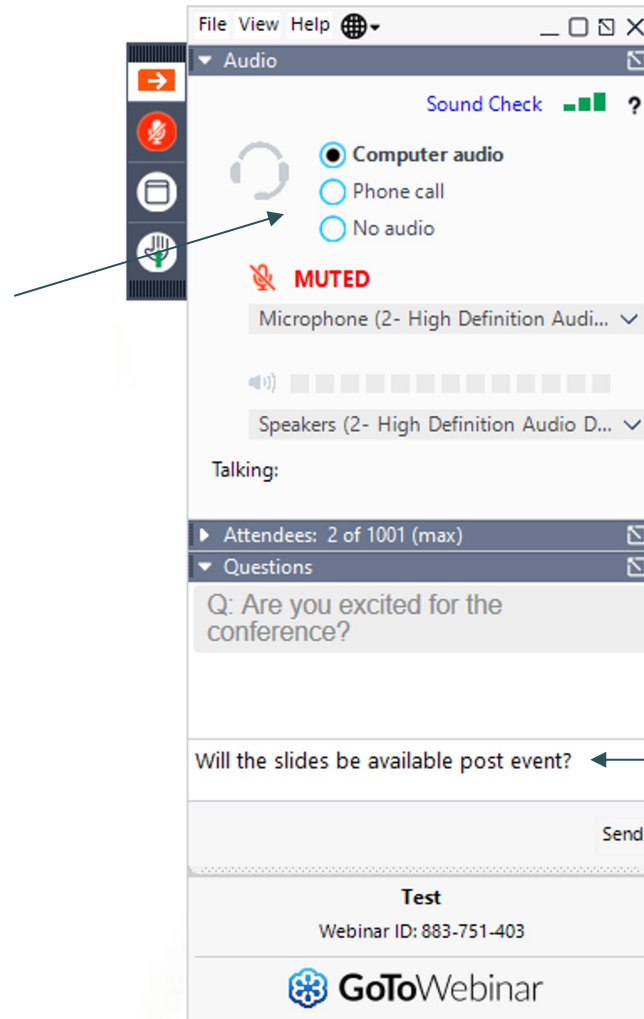 File View Help
Audio
Sound Check ?
Computer audio
Phone call
No audio
MUTED
Microphone (2- High Definition Audi...
Speakers (2- High Definition Audio D...
Talking:
Attendees: 2 of 1001 (max)
Questions
Q: Are you excited for the
conference?
Will the slides be available post event?
Send
Test
Webinar ID: 883-751-403
GoToWebinar